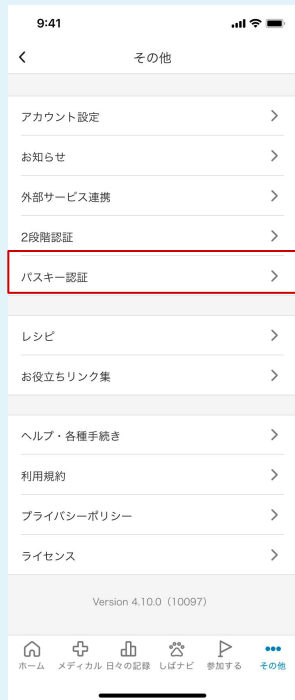 9:41
その他
アカウント設定
お知らせ
外部サービス連携
2段階認証
パスキー認証
レシピ
お役立ちリンク集
ヘルプ・各種手続き
利用規約
プライバシーポリシー
ライセンス
Version 4.10.0（10097）
ホーム メディカル 日々の記録 しばナビ 参加する その他